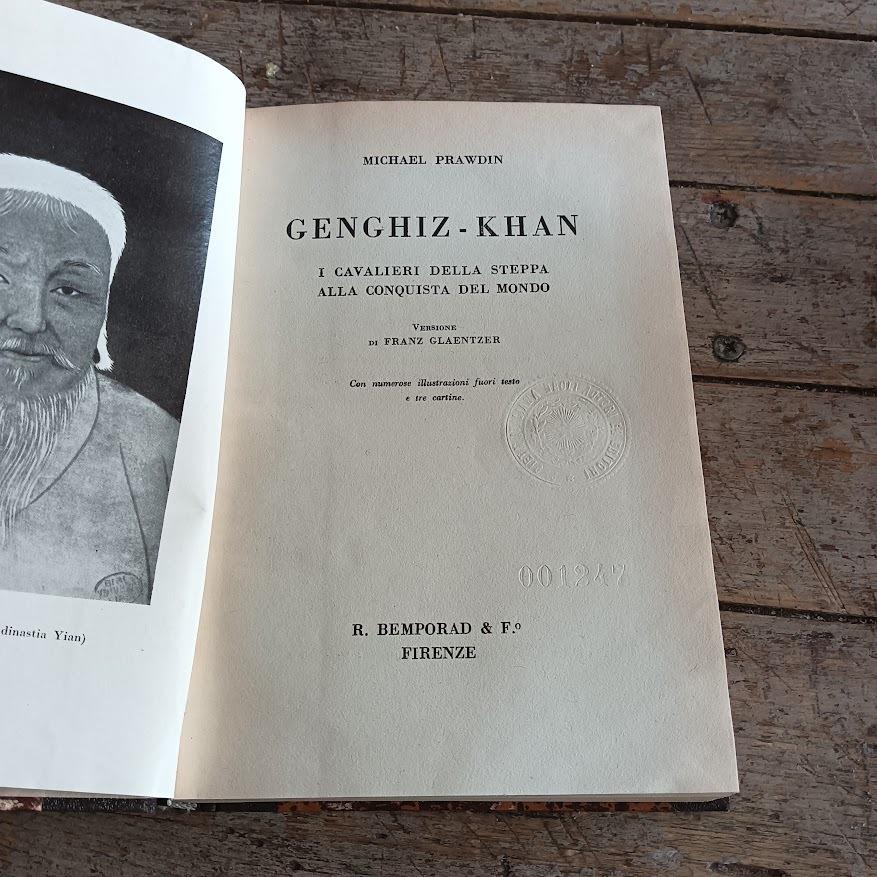 dinastia Yian)
MICHAEL PRAWDIN
GENGHIZ - KHAN
I CAVALIERI DELLA STEPPA
ALLA CONQUISTA DEL MONDO
VERSIONE
DI FRANZ GLAENTZER
Con numerose illustrazioni fuori testo
e tre cartine.
001247
R. BEMPORAD & F.º
FIRENZE